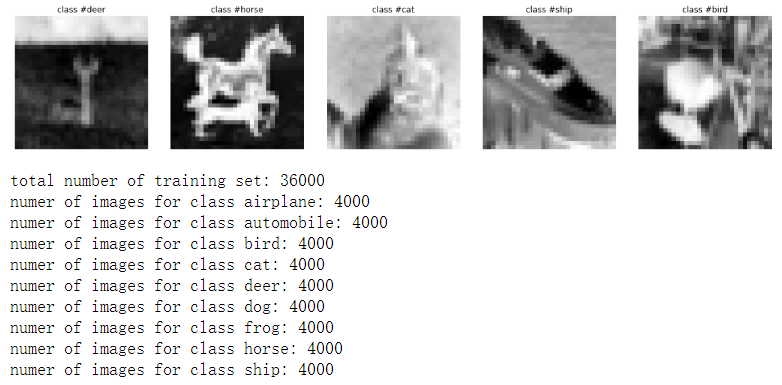 class #deer class #horse class #cat class #ship class #bird
total number of training set: 36000
numer of images for class airplane: 4000
numer of images for class automobile: 4000
numer of images for class bird: 4000
numer of images for class cat: 4000
numer of images for class deer: 4000
numer of images for class dog: 4000
numer of images for class frog: 4000
numer of images for class horse: 4000
numer of images for class ship: 4000